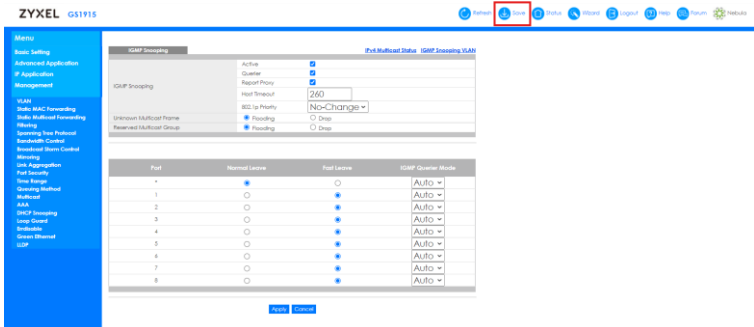 ZYXEL GS1915
Refresh Save Status Wizard Logout Help Forum Nebula
Menu
Basic Setting
Advanced Application
IP Application
Management
VLAN
Static MAC Forwarding
Static Multicast Forwarding
Filtering
Spanning Tree Protocol
Bandwidth Control
Broadcast Storm Control
Mirroring
Link Aggregation
Port Security
Time Range
Queuing Method
Multicast
AAA
DHCP Snooping
Loop Guard
Errdisable
Green Ethernet
LLDP
IGMP Snooping IPv4 Multicast Status IGMP Snooping VLAN
IGMP Snooping
Active
Querier
Report Proxy
Host Timeout 260
802.1p Priority No-Change
Unknown Multicast Frame Flooding Drop
Reserved Multicast Group Flooding Drop
Port Normal Leave Fast Leave IGMP Querier Mode
* Auto
1 Auto
2 Auto
3 Auto
4 Auto
5 Auto
6 Auto
7 Auto
8 Auto
Apply Cancel